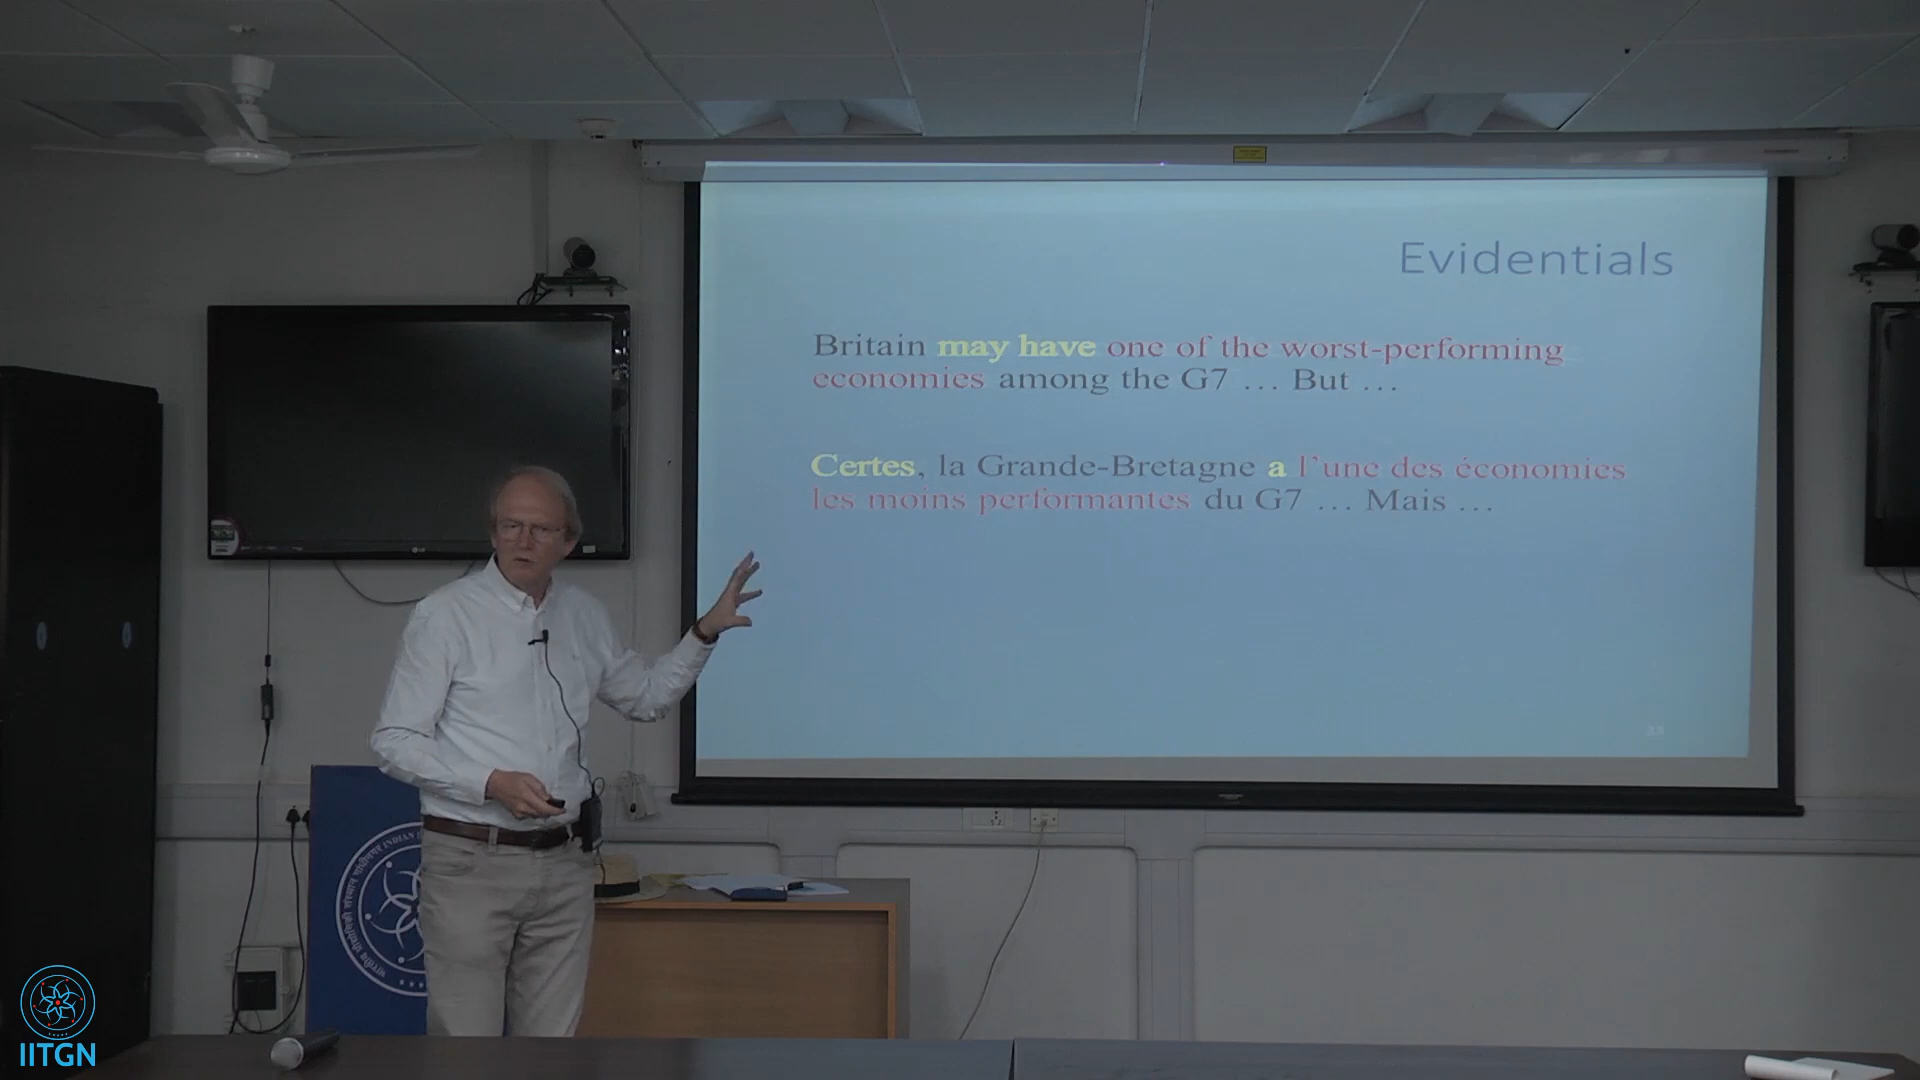 Evidentials
Britain may have one of the worst-performing
economies among the G7 … But …
Certes, la Grande-Bretagne a l'une des économies
les moins performantes du G7 … Mais …
LG
IITGN